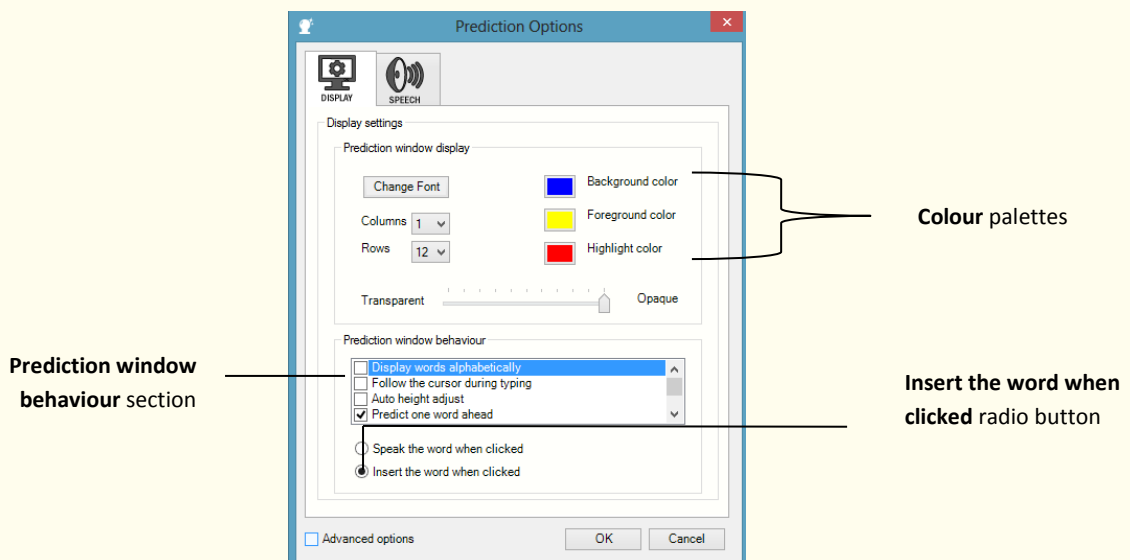 Prediction Options
DISPLAY
SPEECH
Display settings
Prediction window display
Change Font
Background color
Columns 1
Foreground color
Rows 12
Highlight color
Transparent
Opaque
Colour palettes
Prediction window behaviour
Display words alphabetically
Follow the cursor during typing
Auto height adjust
Predict one word ahead
Speak the word when clicked
Insert the word when clicked
Prediction window
behaviour section
Insert the word when
clicked radio button
Advanced options
OK
Cancel